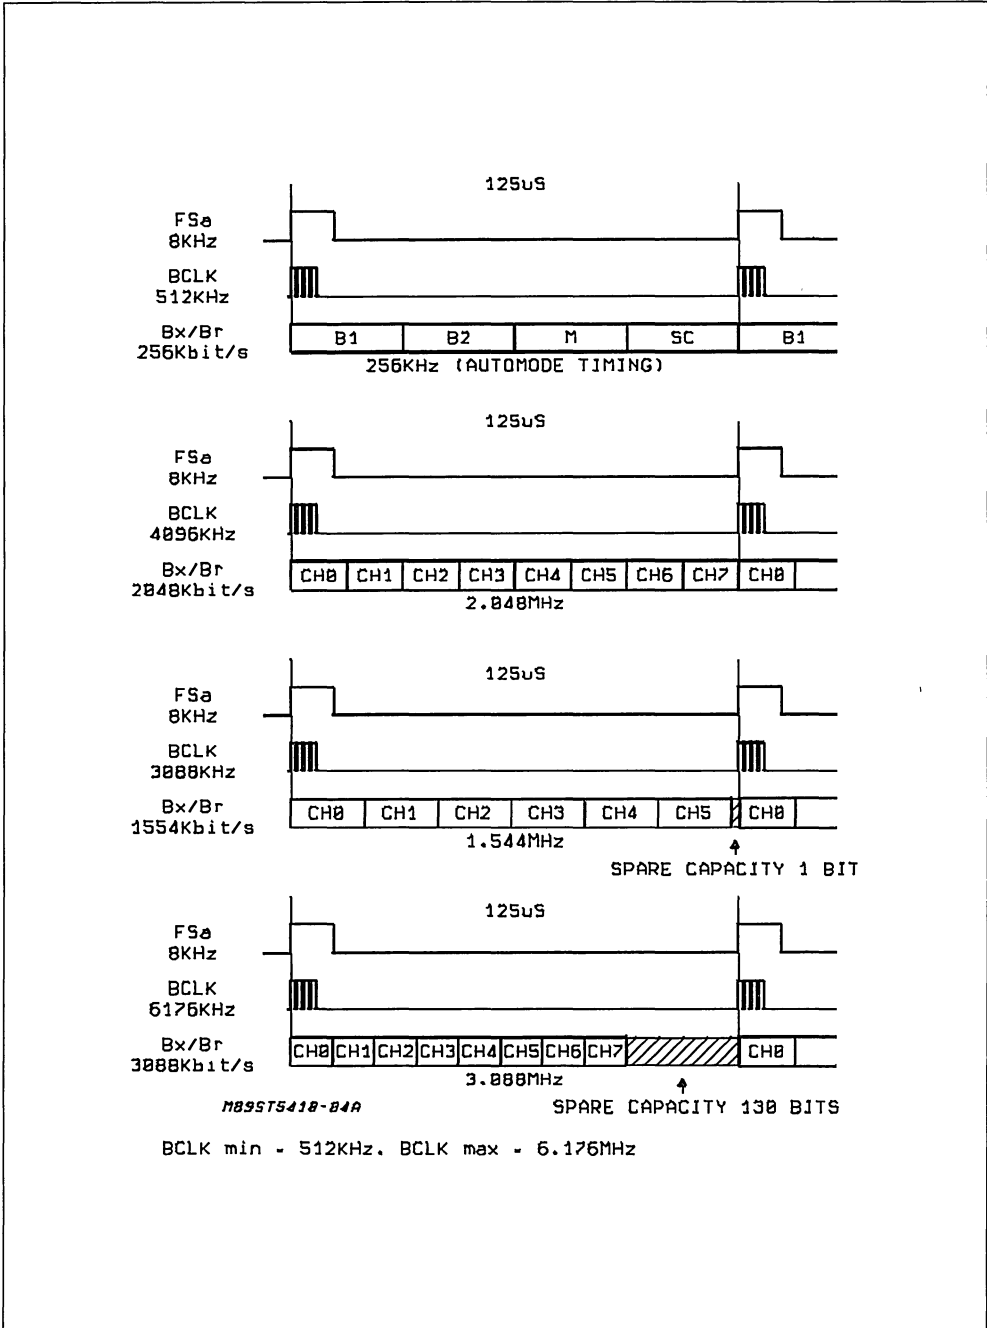 125uS
FSa
8KHz
BCLK
512KHz
Bx/Br
256Kbit/s
B1 B2 M SC B1
256KHz (AUTOMODE TIMING)
125uS
FSa
8KHz
BCLK
4096KHz
Bx/Br
2048Kbit/s
CH0 CH1 CH2 CH3 CH4 CH5 CH6 CH7 CH0
2.048MHz
125uS
FSa
8KHz
BCLK
3088KHz
Bx/Br
1554Kbit/s
CH0 CH1 CH2 CH3 CH4 CH5 CH0
1.544MHz
SPARE CAPACITY 1 BIT
125uS
FSa
8KHz
BCLK
6176KHz
Bx/Br
3088Kbit/s
CH0 CH1 CH2 CH3 CH4 CH5 CH6 CH7 CH0
3.088MHz
M89ST5410-04A
SPARE CAPACITY 130 BITS
BCLK min - 512KHz. BCLK max - 6.176MHz